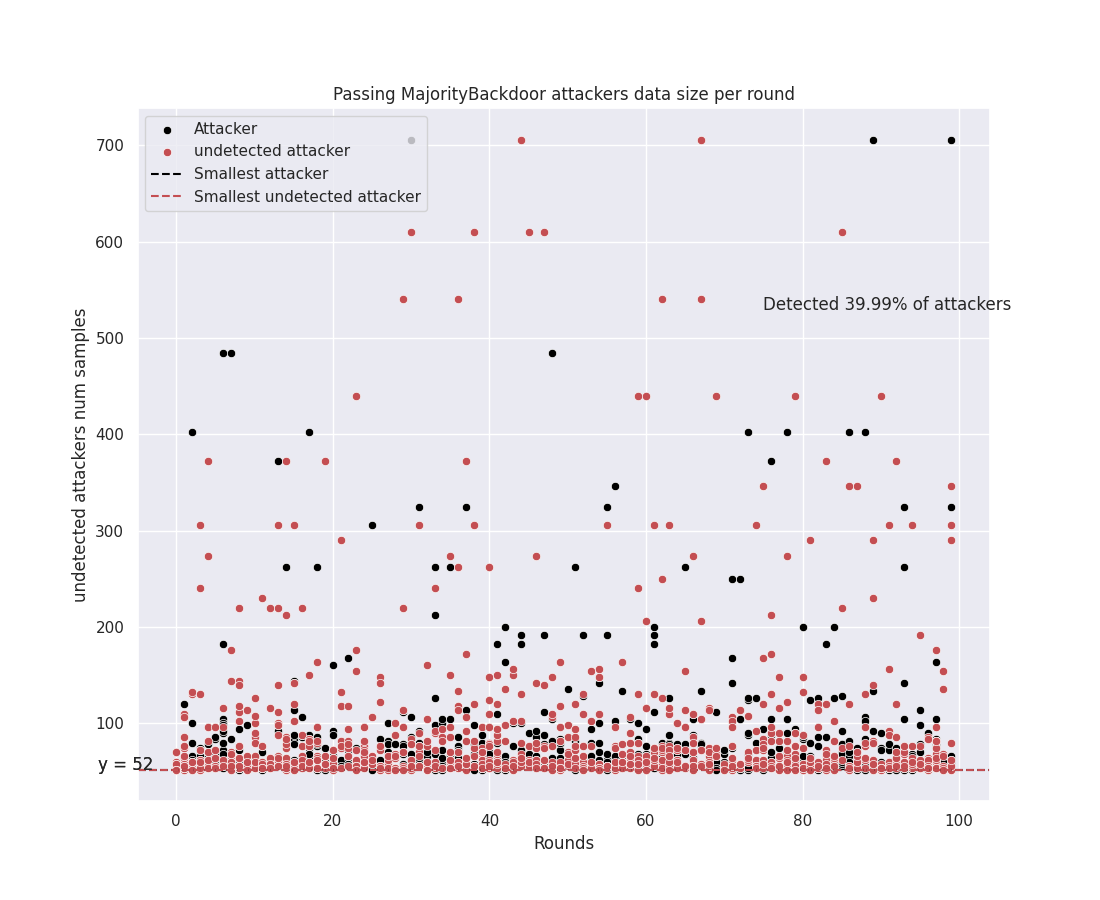 Passing MajorityBackdoor attackers data size per round
Attacker
undetected attacker
Smallest attacker
Smallest undetected attacker
700
600
500
400
300
200
100
undetected attackers num samples
Detected 39.99% of attackers
y = 52
0
20
40
60
80
100
Rounds